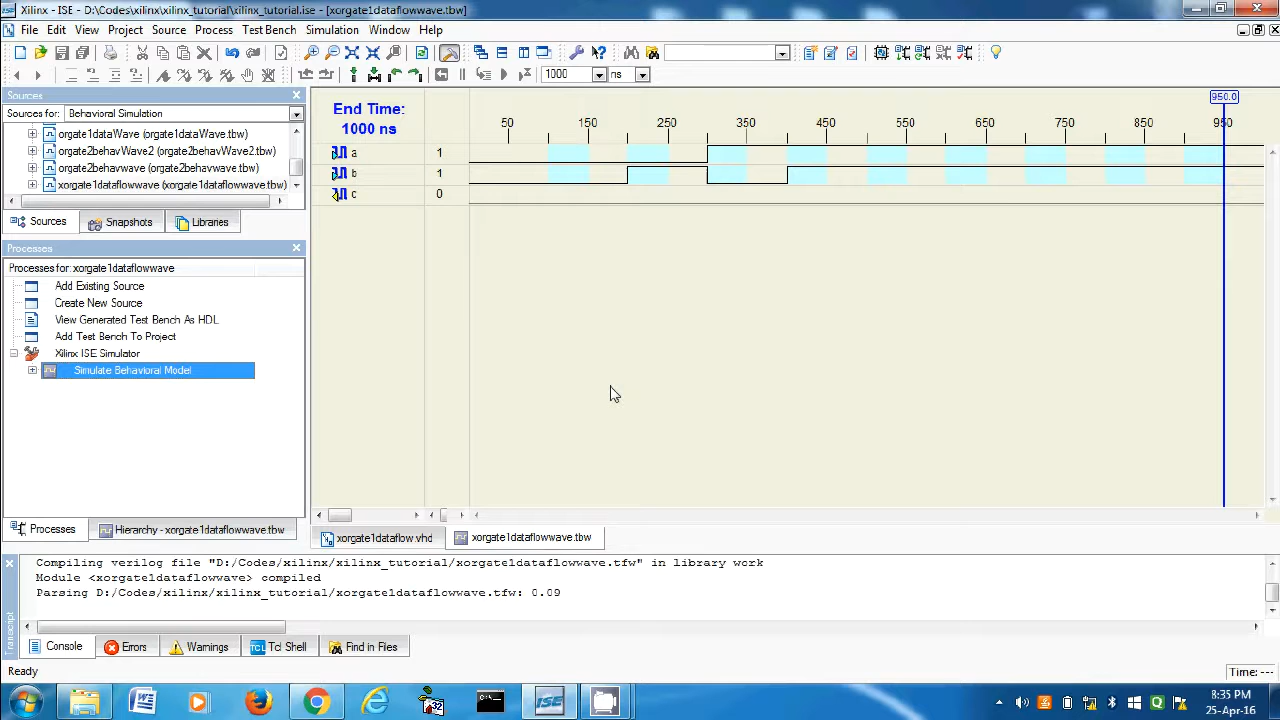 Xilinx - ISE - D:\Codes\xilinx\xilinx_tutorial\xilinx_tutorial.ise - [xorgate1dataflowwave.tbw]
File Edit View Project Source Process Test Bench Simulation Window Help
1000 ns
Sources
Sources for: Behavioral Simulation
orgate1dataWave (orgate1dataWave.tbw)
orgate2behavWave2 (orgate2behavWave2.tbw)
orgate2behavwave (orgate2behavwave.tbw)
xorgate1dataflowwave (xorgate1dataflowwave.tbw)
Sources Snapshots Libraries
Processes
Processes for: xorgate1dataflowwave
Add Existing Source
Create New Source
View Generated Test Bench As HDL
Add Test Bench To Project
Xilinx ISE Simulator
Simulate Behavioral Model
Processes Hierarchy - xorgate1dataflowwave.tbw
End Time:
1000 ns
950.0
50 150 250 350 450 550 650 750 850 950
a 1
b 1
c 0
xorgate1dataflow.vhd xorgate1dataflowwave.tbw
Compiling verilog file "D:/Codes/xilinx/xilinx_tutorial/xorgate1dataflowwave.tfw" in library work
Module <xorgate1dataflowwave> compiled
Parsing D:/Codes/xilinx/xilinx_tutorial/xorgate1dataflowwave.tfw: 0.09
Transcript
Console Errors Warnings Tcl Shell Find in Files
TCL
Ready
Time: ---
32
ISE
8:35 PM
25-Apr-16